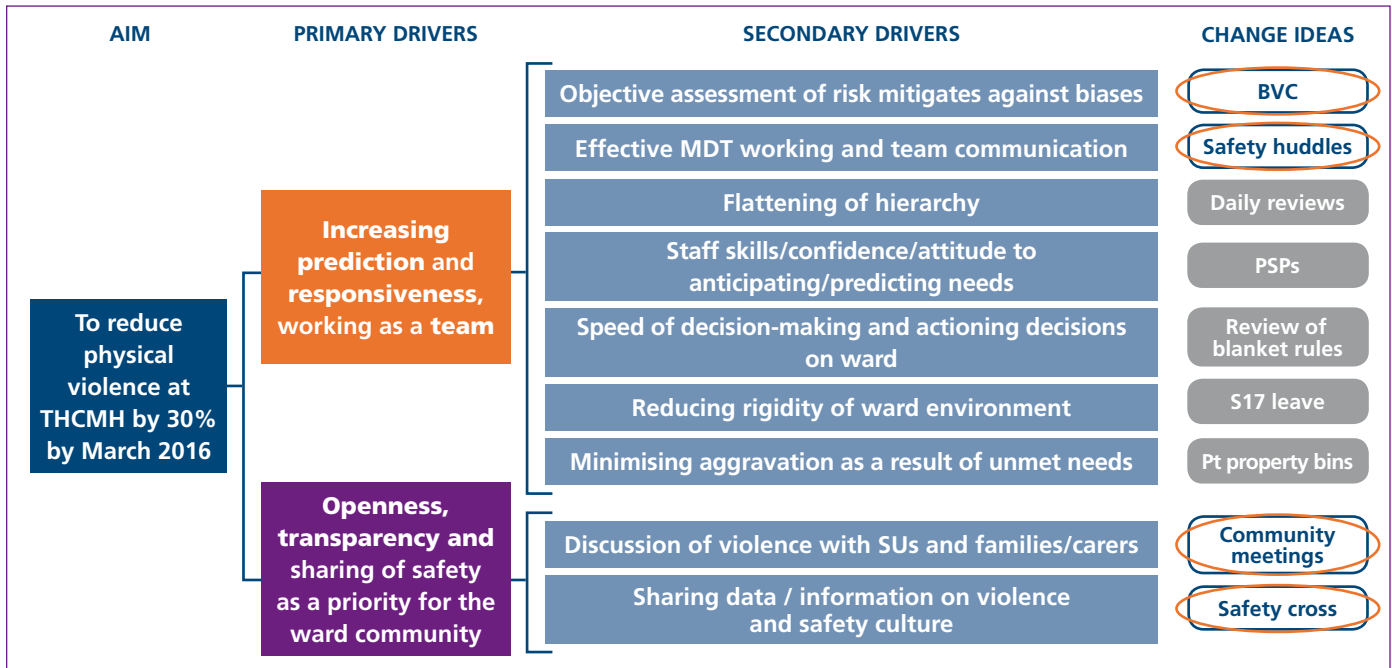 AIM
PRIMARY DRIVERS
SECONDARY DRIVERS
CHANGE IDEAS
To reduce
physical
violence at
THCMH by 30%
by March 2016
Increasing
prediction and
responsiveness,
working as a team
Openness,
transparency and
sharing of safety
as a priority for the
ward community
Objective assessment of risk mitigates against biases
Effective MDT working and team communication
Flattening of hierarchy
Staff skills/confidence/attitude to
anticipating/predicting needs
Speed of decision-making and actioning decisions
on ward
Reducing rigidity of ward environment
Minimising aggravation as a result of unmet needs
Discussion of violence with SUs and families/carers
Sharing data / information on violence
and safety culture
BVC
Safety huddles
Daily reviews
PSPs
Review of
blanket rules
S17 leave
Pt property bins
Community
meetings
Safety cross